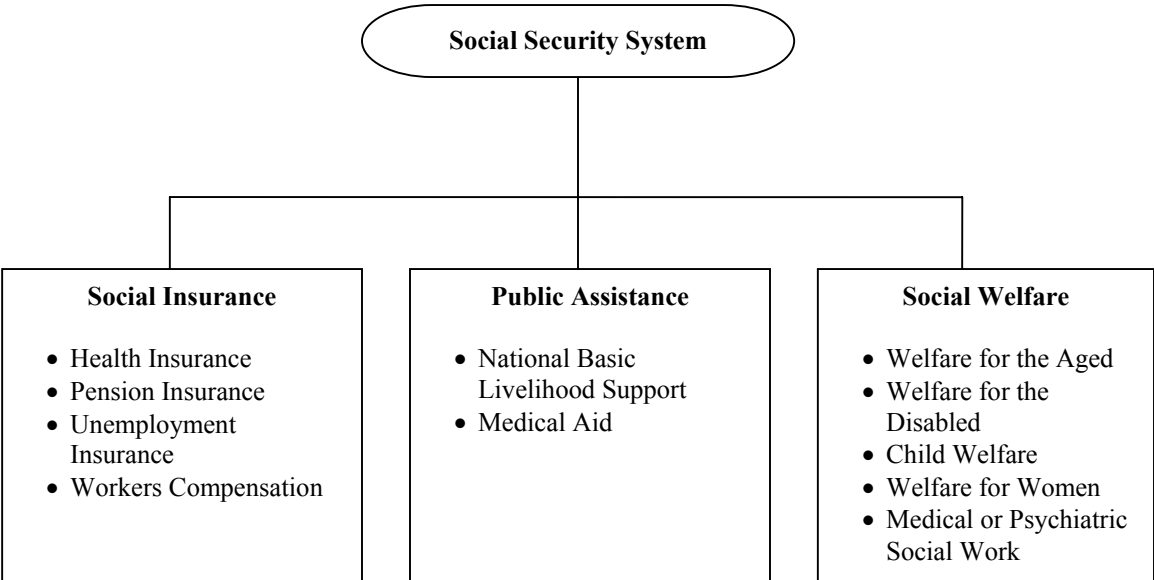 Social Security System
Social Insurance
• Health Insurance
• Pension Insurance
• Unemployment
Insurance
• Workers Compensation
Public Assistance
• National Basic
Livelihood Support
• Medical Aid
Social Welfare
• Welfare for the Aged
• Welfare for the
Disabled
• Child Welfare
• Welfare for Women
• Medical or Psychiatric
Social Work